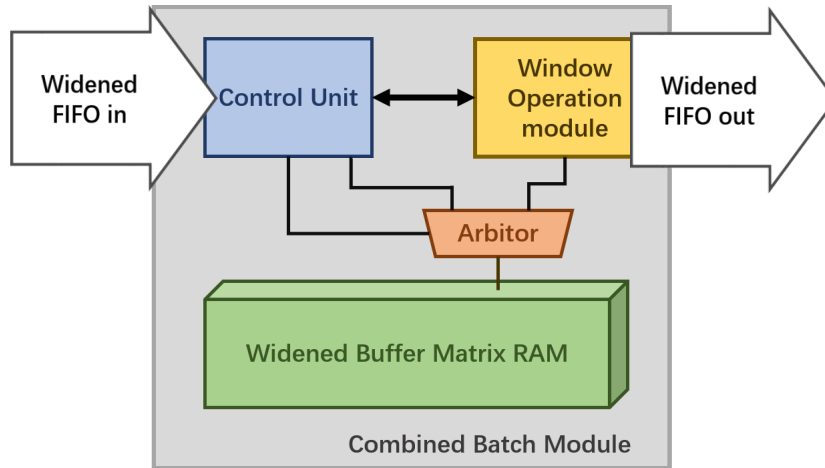 Widened
FIFO in
Control Unit
Window
Operation
module
Widened
FIFO out
Arbitor
Widened Buffer Matrix RAM
Combined Batch Module